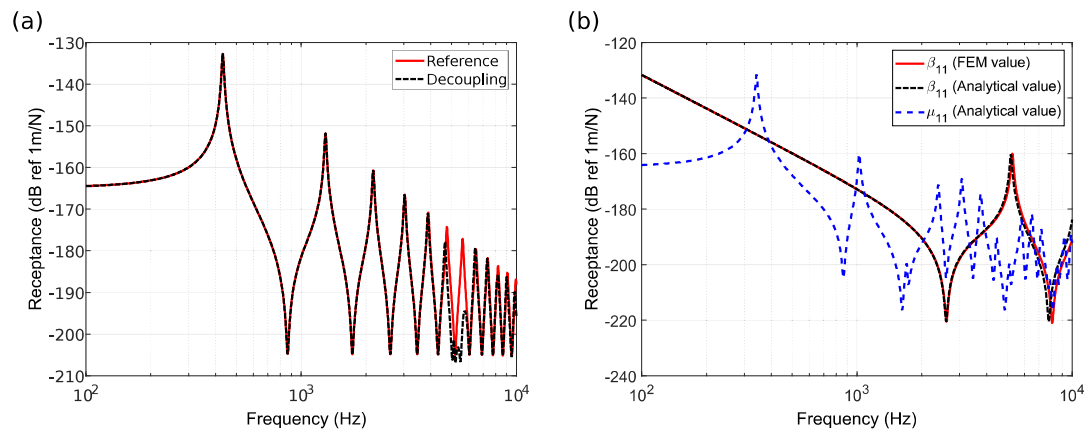 (a)
-130
-140
-150
-160
-170
-180
-190
-200
-210
Receptance (dB ref 1m/N)
Reference
Decoupling
10²
10³
10⁴
Frequency (Hz)
(b)
-120
-140
-160
-180
-200
-220
-240
Receptance (dB ref 1m/N)
β₁₁ (FEM value)
β₁₁ (Analytical value)
μ₁₁ (Analytical value)
10²
10³
10⁴
Frequency (Hz)